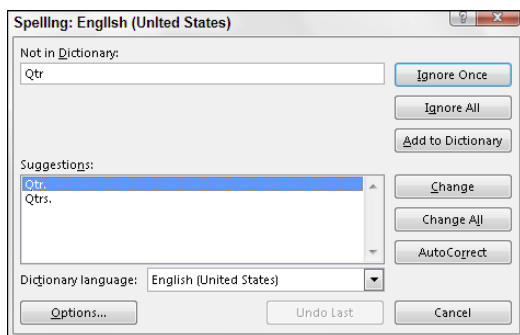 Spelling: English (United States)
Not in Dictionary:
Qtr
Ignore Once
Ignore All
Add to Dictionary
Suggestions:
Qtr.
Qtrs.
Change
Change All
AutoCorrect
Dictionary language:
English (United States)
Options...
Undo Last
Cancel